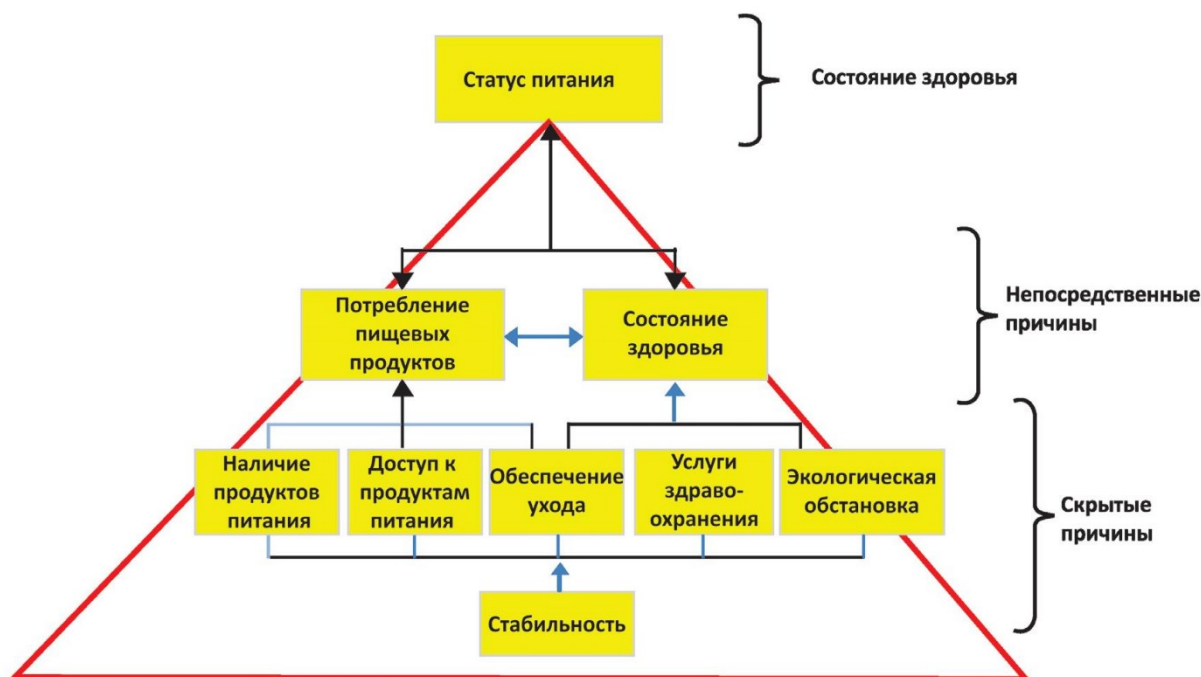 Статус питания
Состояние здоровья
Потребление
пищевых
продуктов
Состояние
здоровья
Непосредственные
причины
Наличие
продуктов
питания
Доступ к
продуктам
питания
Обеспечение
ухода
Услуги
здраво-
охранения
Экологическая
обстановка
Скрытые
причины
Стабильность